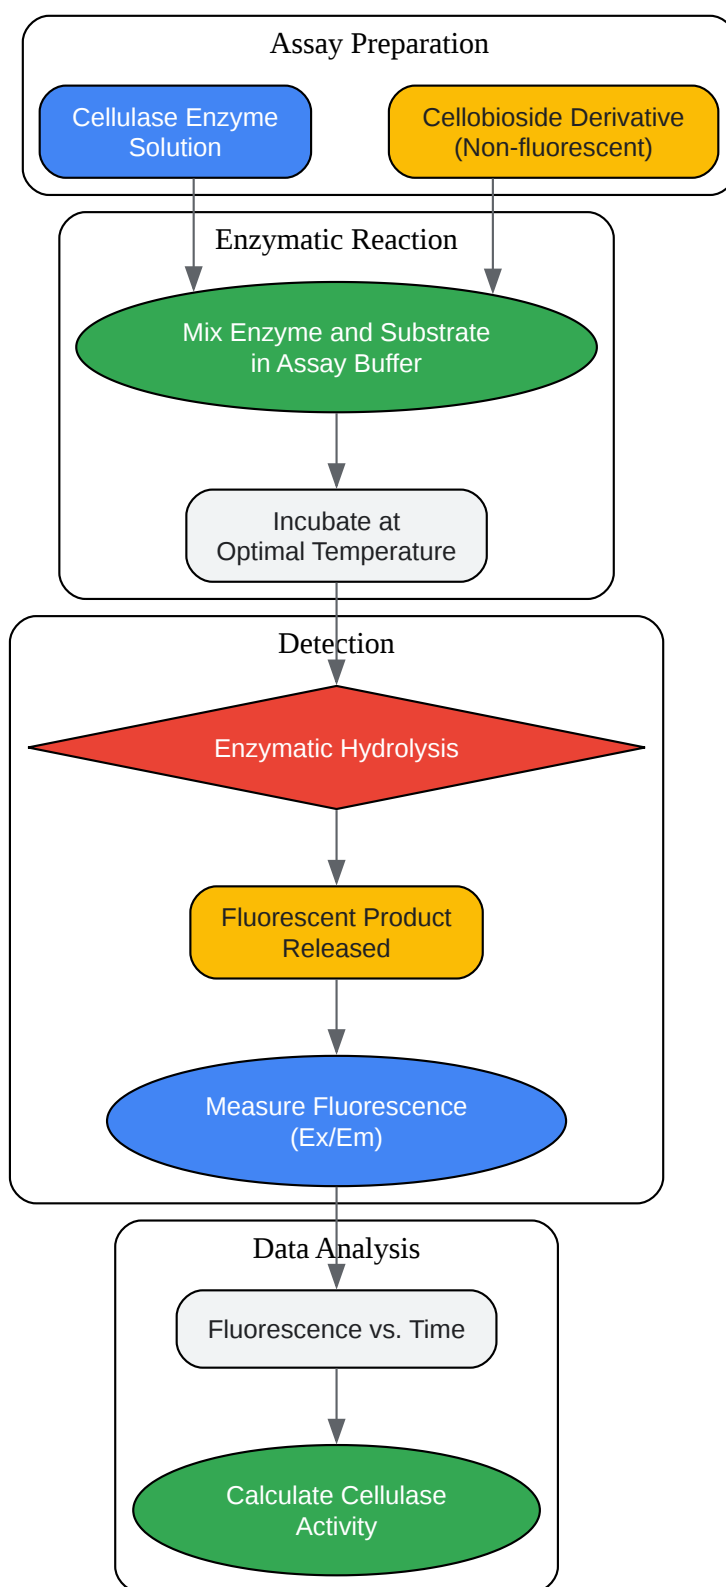 Assay Preparation
Cellulase Enzyme
Solution
Cellobioside Derivative
(Non-fluorescent)
Enzymatic Reaction
Mix Enzyme and Substrate
in Assay Buffer
Incubate at
Optimal Temperature
Detection
Enzymatic Hydrolysis
Fluorescent Product
Released
Measure Fluorescence
(Ex/Em)
Data Analysis
Fluorescence vs. Time
Calculate Cellulase
Activity